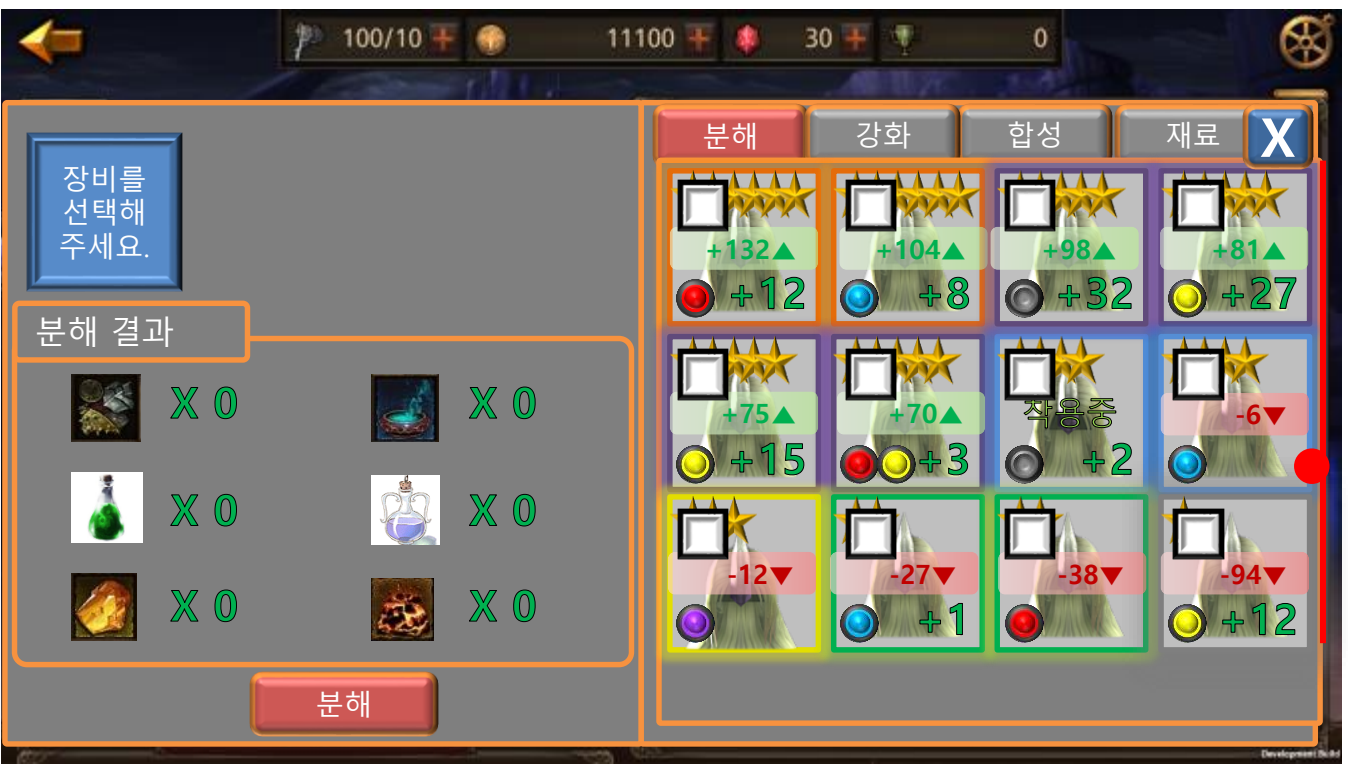 100/10 + 11100 + 30 + 0
분해 강화 합성 재료 X
장비를
선택해
주세요.
+132▲ +104▲ +98▲ +81▲
+12 +8 +32 +27
분해 결과
X 0 X 0
+75▲ +70▲ 착용중 -6▼
+15 +3 +2
X 0 X 0
-12▼ -27▼ -38▼ -94▼
+1 +12
X 0 X 0
분해
Development Build